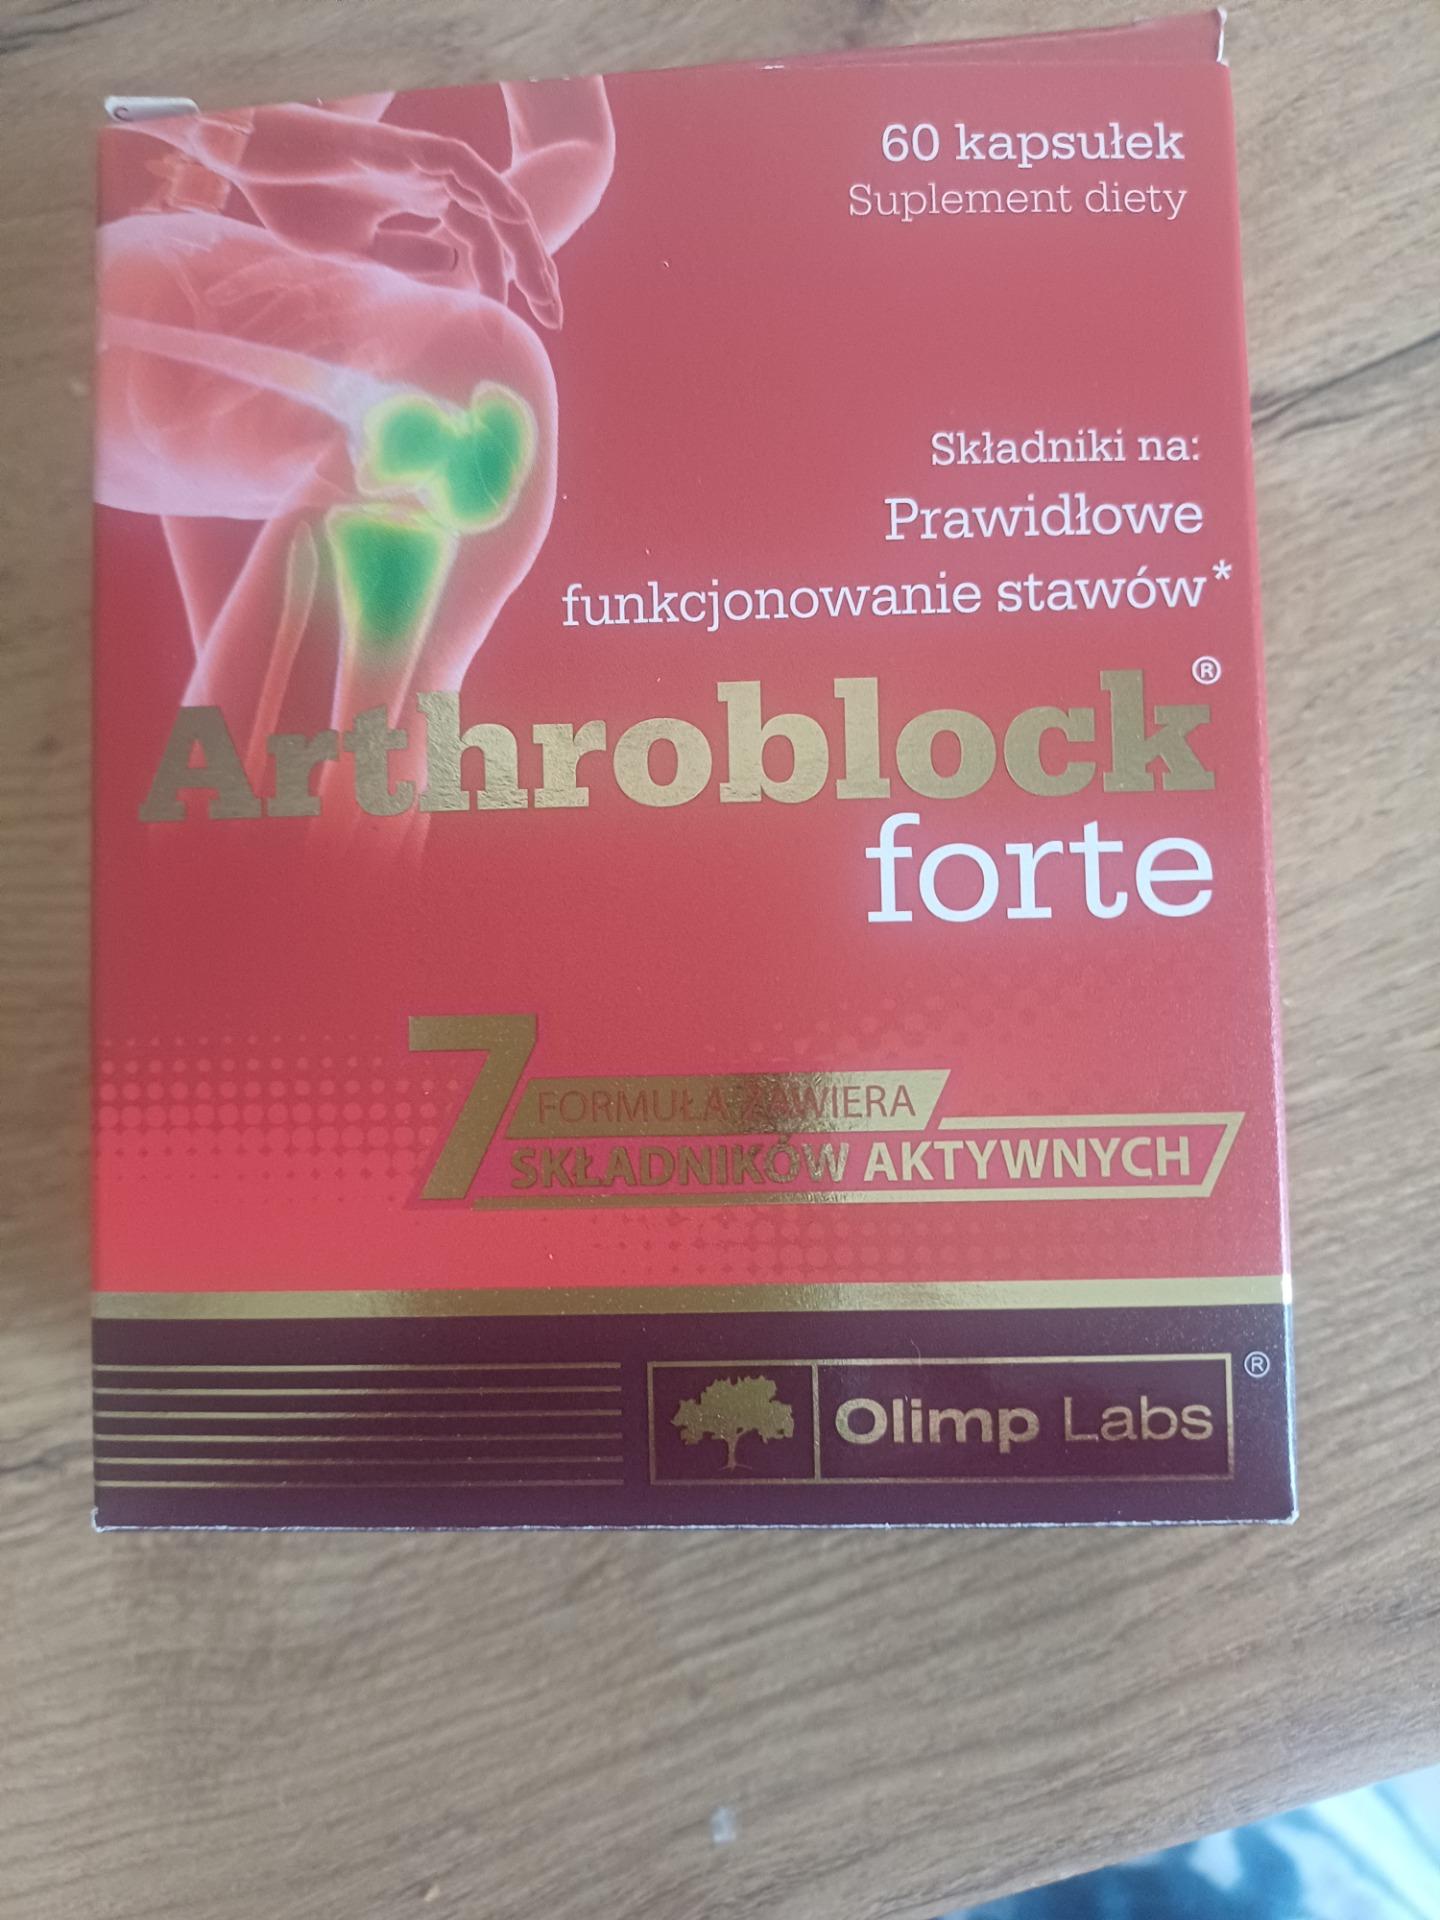 60 kapsułek
Suplement diety
Składniki na:
Prawidłowe
funkcjonowanie stawów*
Arthroblock®
forte
7 FORMUŁA ZAWIERA
SKŁADNIKÓW AKTYWNYCH
Olimp Labs®